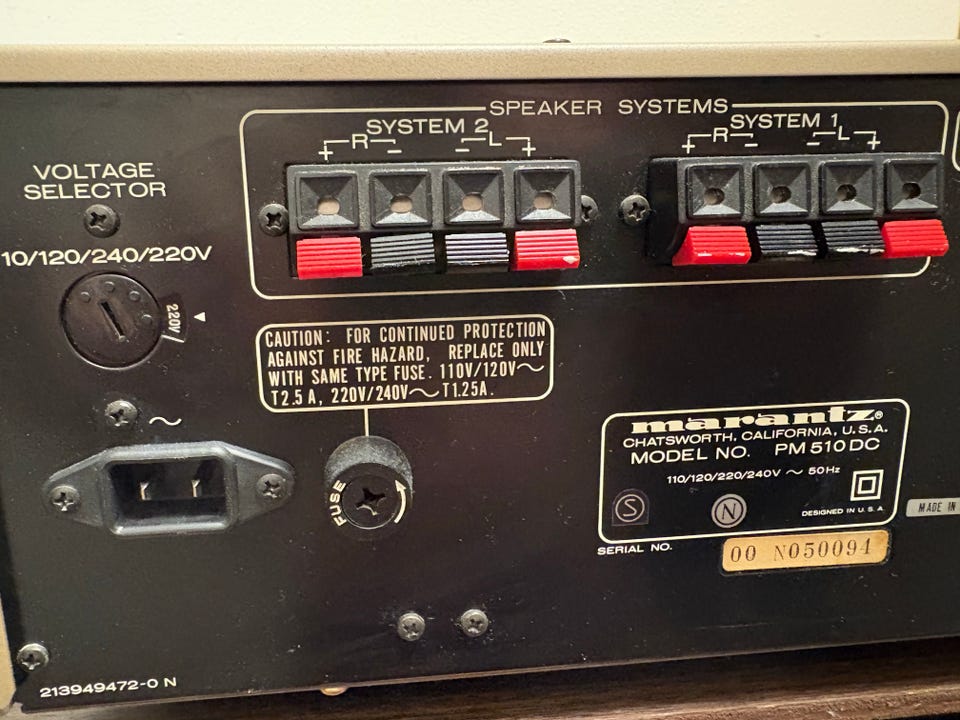 SPEAKER SYSTEMS
SYSTEM 2
R L
+ − − +
SYSTEM 1
R L
+ − − +
VOLTAGE
SELECTOR
10/120/240/220V
220V
CAUTION: FOR CONTINUED PROTECTION
AGAINST FIRE HAZARD, REPLACE ONLY
WITH SAME TYPE FUSE. 110V/120V～
T2.5A, 220V/240V～ T1.25A.
～
FUSE
marantz®
CHATSWORTH, CALIFORNIA, U.S.A.
MODEL NO. PM 510 DC
110/120/220/240V ～ 50Hz
S N
DESIGNED IN U.S.A.
MADE IN
SERIAL NO. 00 N050094
213949472-0 N